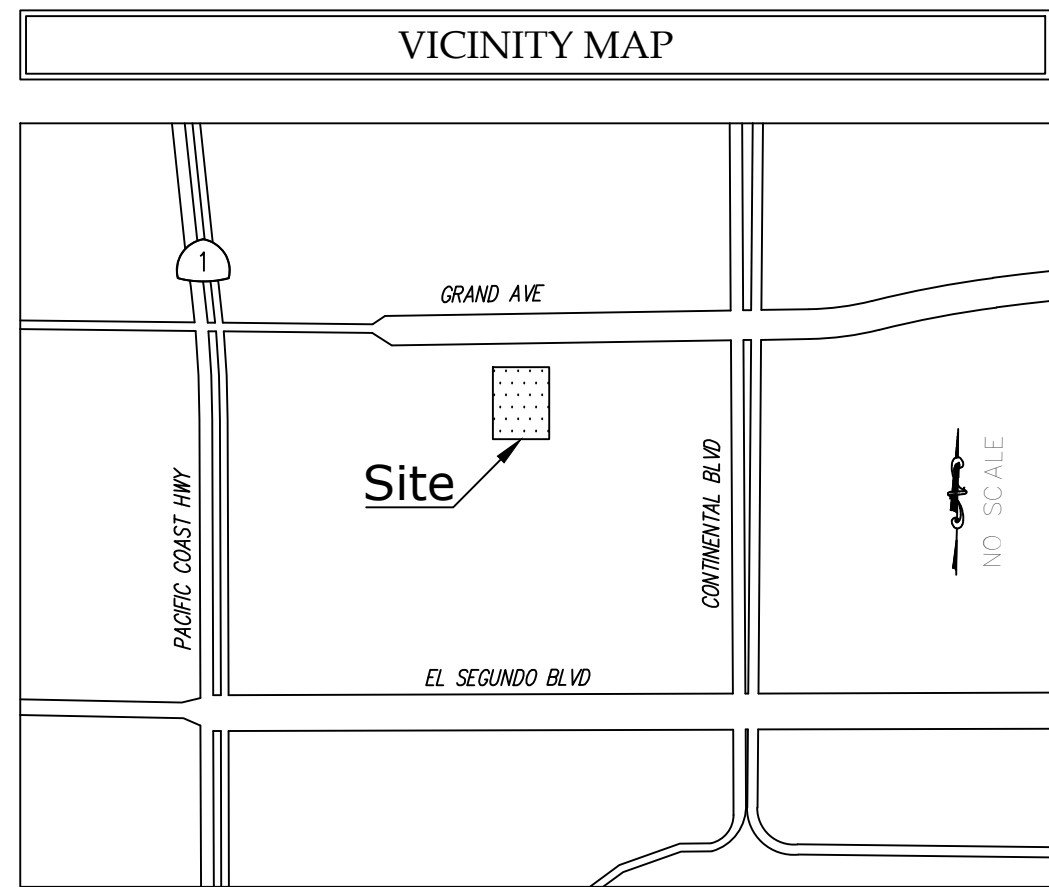 VICINITY MAP
1
GRAND AVE
Site
PACIFIC COAST HWY
CONTINENTAL BLVD
NO SCALE
EL SEGUNDO BLVD